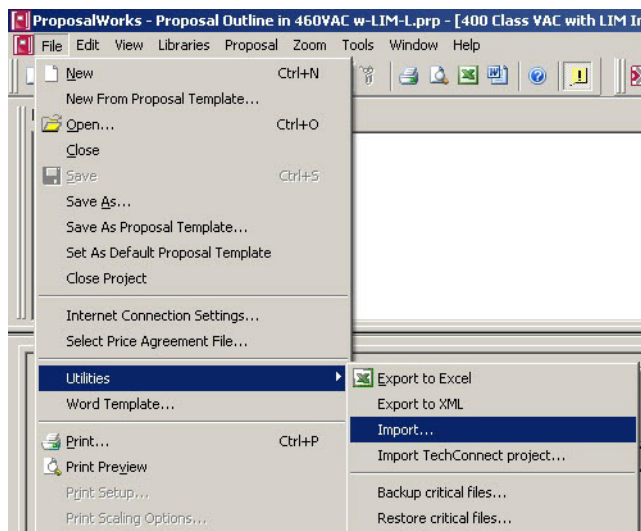 ProposalWorks - Proposal Outline in 460VAC w-LIM-L.prp - [400 Class VAC with LIM
File Edit View Libraries Proposal Zoom Tools Window Help
New Ctrl+N
New From Proposal Template...
Open... Ctrl+O
Close
Save Ctrl+S
Save As...
Save As Proposal Template...
Set As Default Proposal Template
Close Project
Internet Connection Settings...
Select Price Agreement File...
Utilities
Word Template...
Print... Ctrl+P
Print Preview
Print Setup...
Print Scaling Options...
Export to Excel
Export to XML
Import...
Import TechConnect project...
Backup critical files...
Restore critical files...